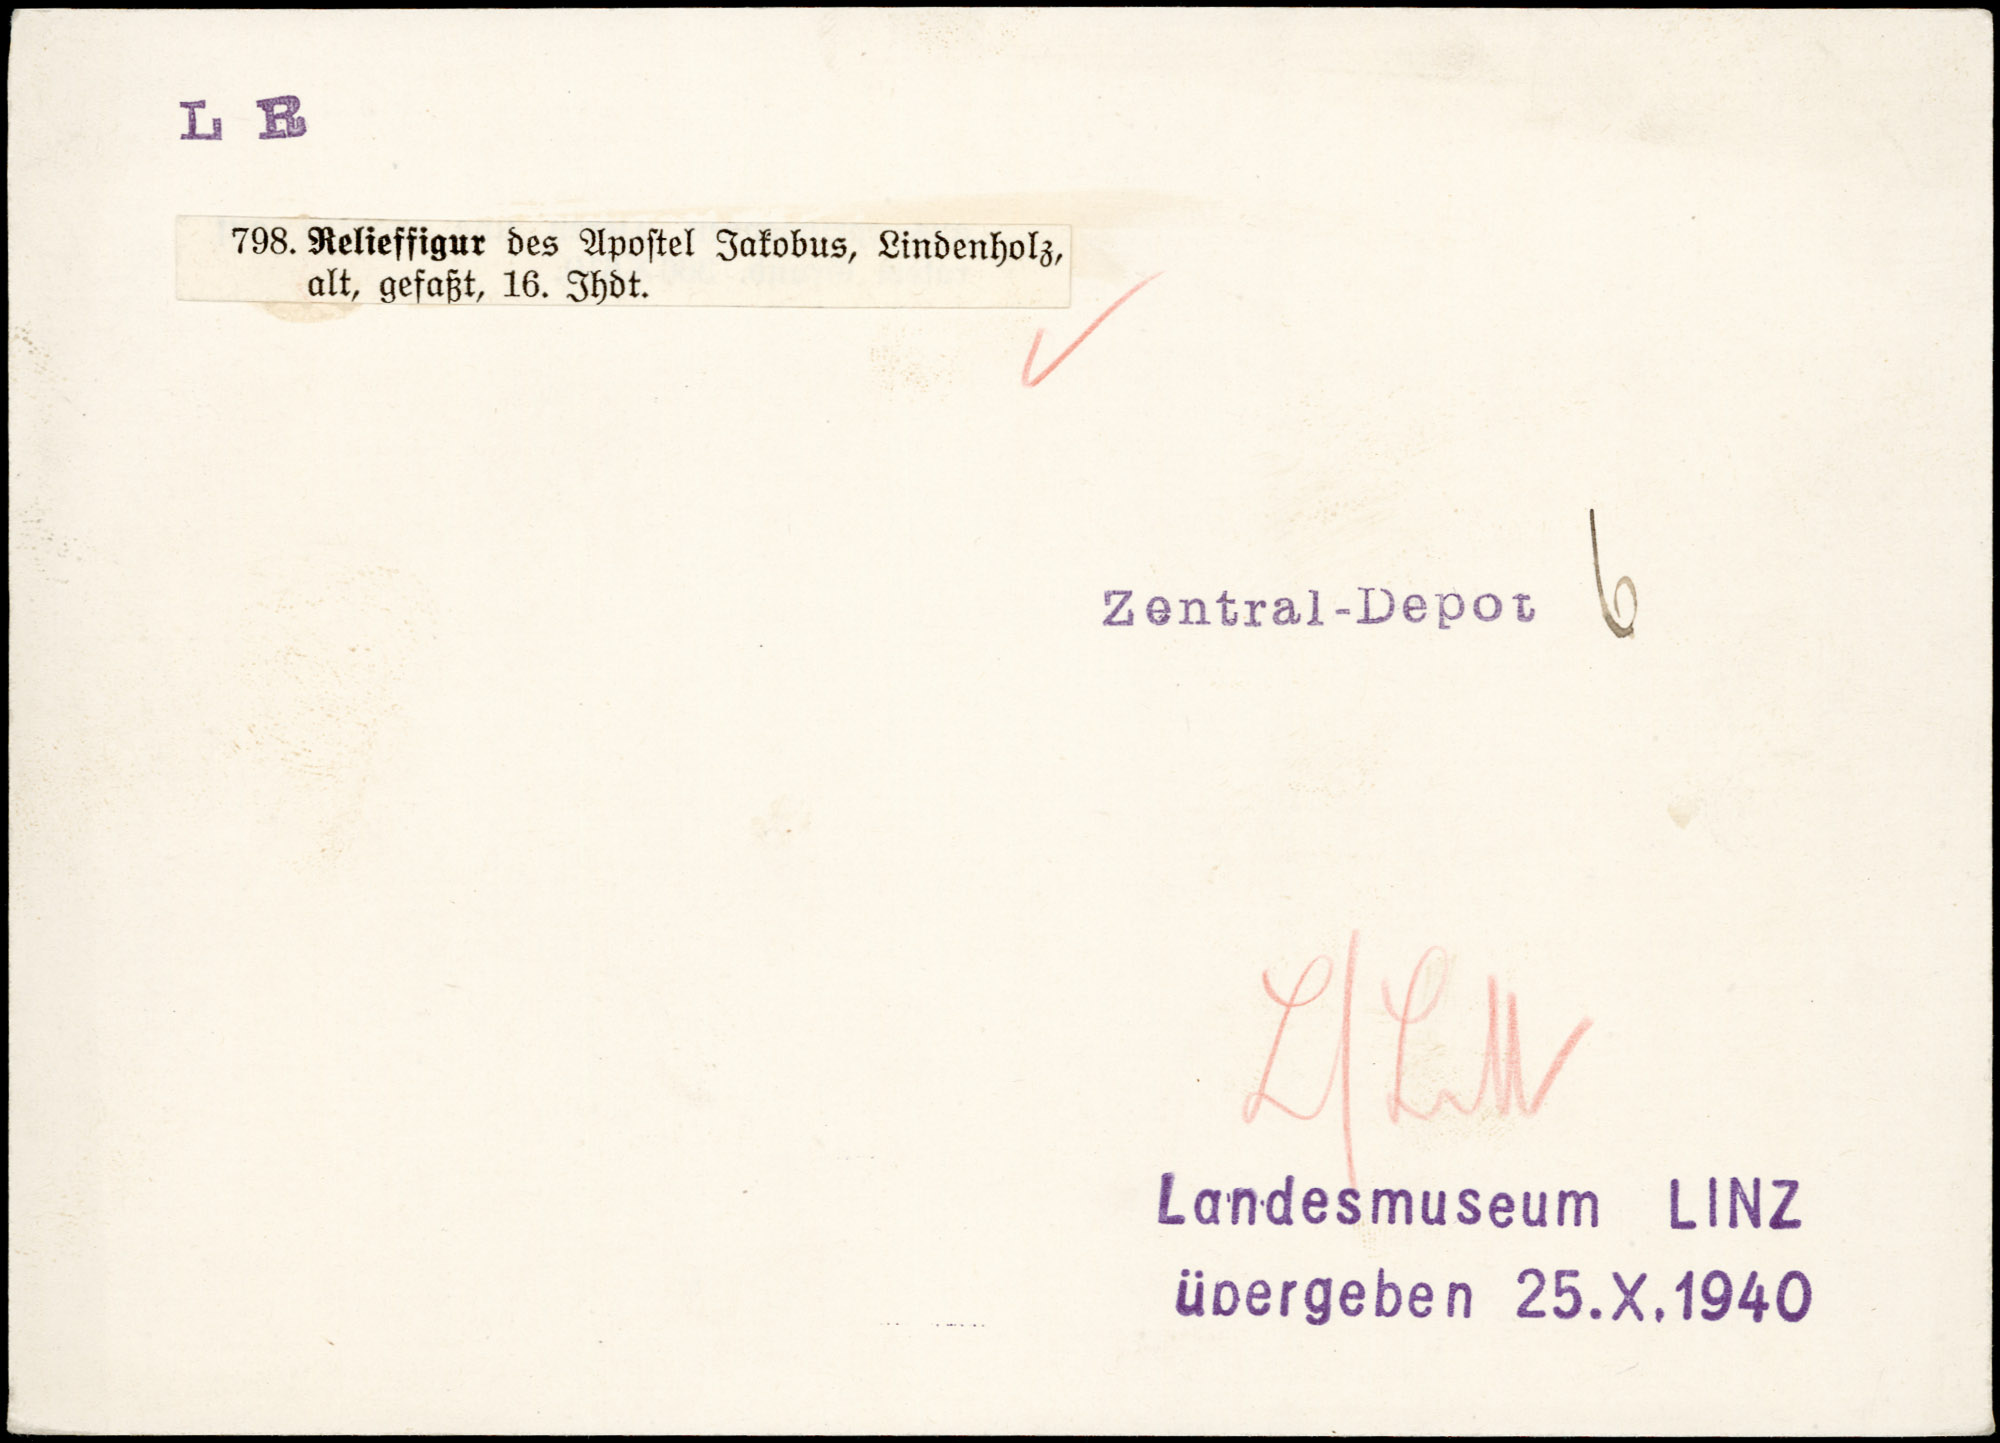 L R
798. Relieffigur des Apostel Jakobus, Lindenholz,
alt, gefaßt, 16. Jhdt.
Zentral-Depot 6
L/
Landesmuseum LINZ
übergeben 25.X.1940